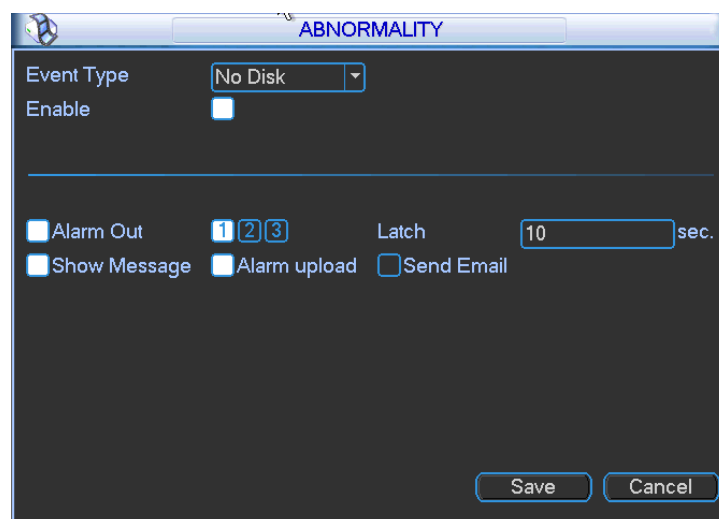 ABNORMALITY
Event Type No Disk
Enable
Alarm Out 1 2 3 Latch 10 sec.
Show Message Alarm upload Send Email
Save Cancel